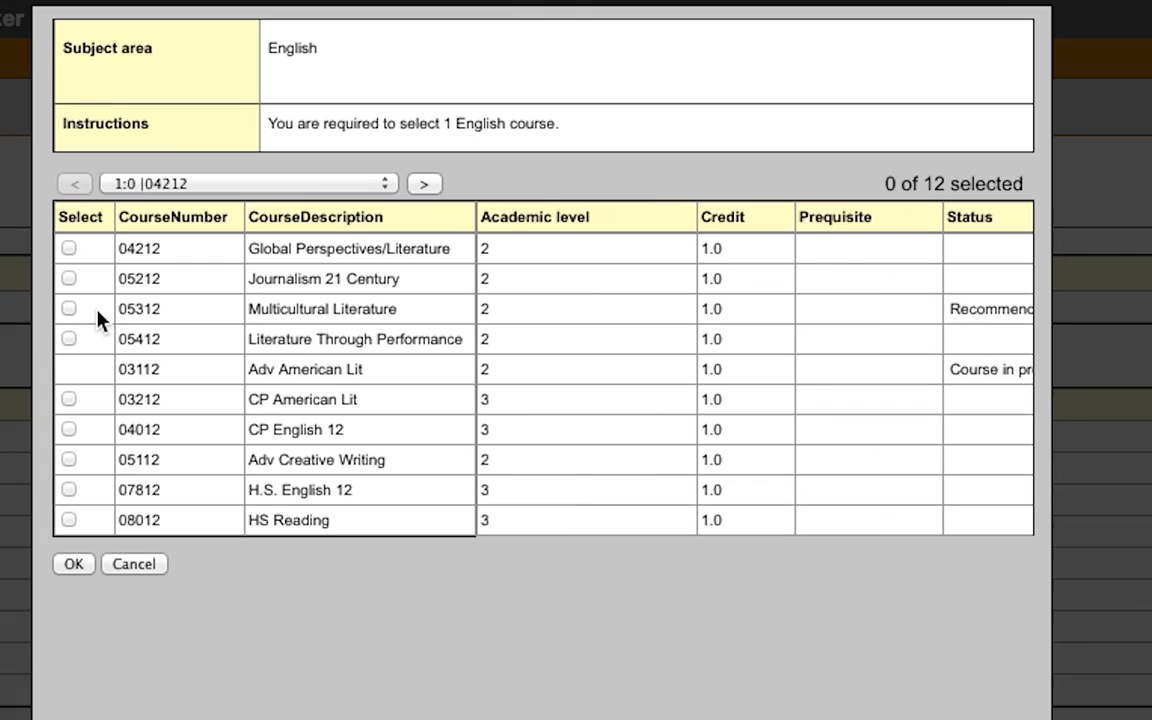 ker
Subject area English
Instructions You are required to select 1 English course.
< 1:0 |04212 > 0 of 12 selected
Select CourseNumber CourseDescription Academic level Credit Prequisite Status
04212 Global Perspectives/Literature 2 1.0
05212 Journalism 21 Century 2 1.0
05312 Multicultural Literature 2 1.0 Recommend
05412 Literature Through Performance 2 1.0
03112 Adv American Lit 2 1.0 Course in pr
03212 CP American Lit 3 1.0
04012 CP English 12 3 1.0
05112 Adv Creative Writing 2 1.0
07812 H.S. English 12 3 1.0
08012 HS Reading 3 1.0
OK Cancel